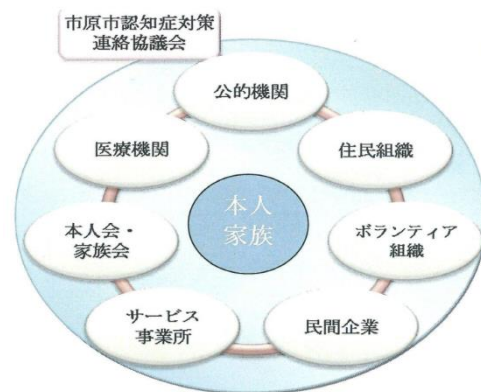 市原市認知症対策
連絡協議会
公的機関
医療機関
住民組織
本人
家族
本人会・
家族会
ボランティア
組織
サービス
事業所
民間企業